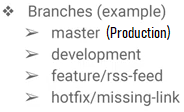 ❖ Branches (example)
➢ master (Production)
➢ development
➢ feature/rss-feed
➢ hotfix/missing-link